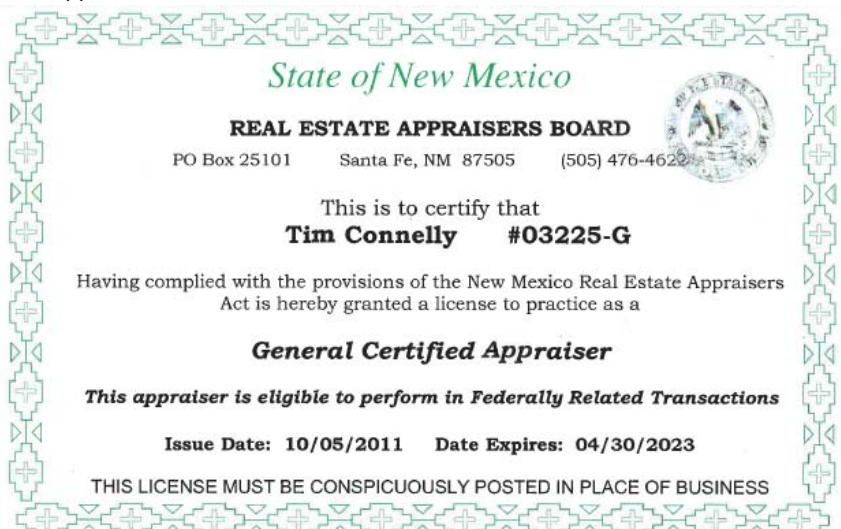 State of New Mexico
REAL ESTATE APPRAISERS BOARD
PO Box 25101 Santa Fe, NM 87505 (505) 476-4622
This is to certify that
Tim Connelly #03225-G
Having complied with the provisions of the New Mexico Real Estate Appraisers
Act is hereby granted a license to practice as a
General Certified Appraiser
This appraiser is eligible to perform in Federally Related Transactions
Issue Date: 10/05/2011 Date Expires: 04/30/2023
THIS LICENSE MUST BE CONSPICUOUSLY POSTED IN PLACE OF BUSINESS